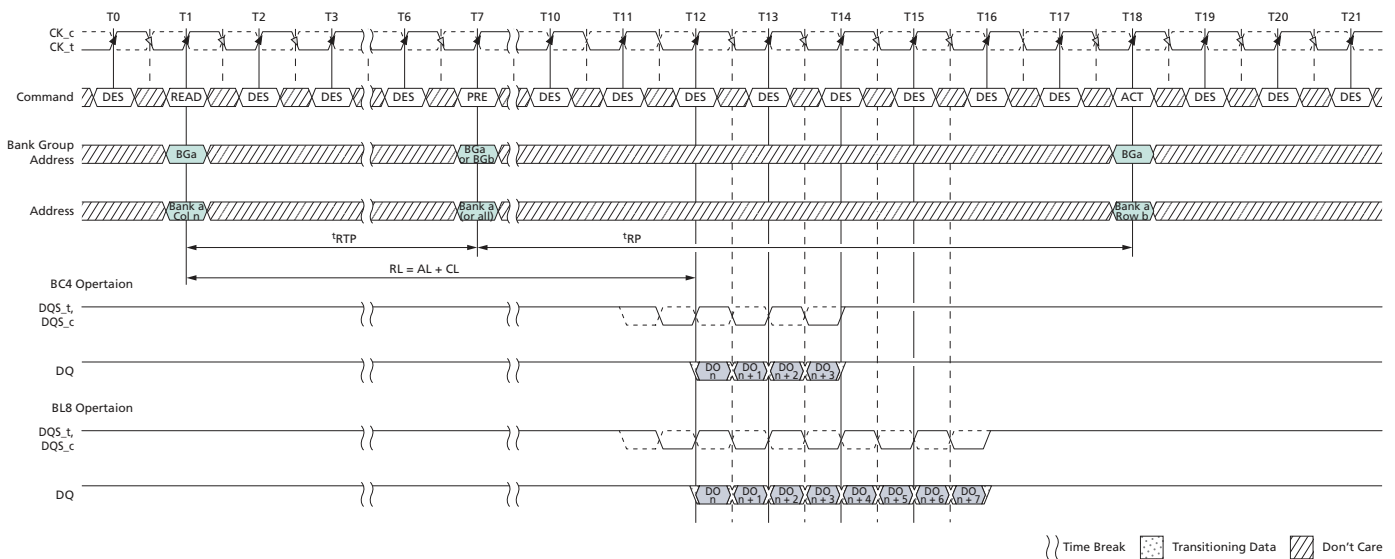 T0 T1 T2 T3 T6 T7 T10 T11 T12 T13 T14 T15 T16 T17 T18 T19 T20 T21
CK_c
CK_t
Command DES READ DES DES DES PRE DES DES DES DES DES DES DES DES ACT DES DES DES
Bank Group
Address
BGa
BGa
or BGb
BGa
Address
Bank a
Col n
Bank a
(or all)
Bank a
Row b
tRTP
tRP
RL = AL + CL
BC4 Opertaion
DQS_t,
DQS_c
DQ
DO
n
DO
n + 1
DO
n + 2
DO
n + 3
BL8 Opertaion
DQS_t,
DQS_c
DQ
DO
n
DO
n + 1
DO
n + 2
DO
n + 3
DO
n + 4
DO
n + 5
DO
n + 6
DO
n + 7
Time Break Transitioning Data Don't Care